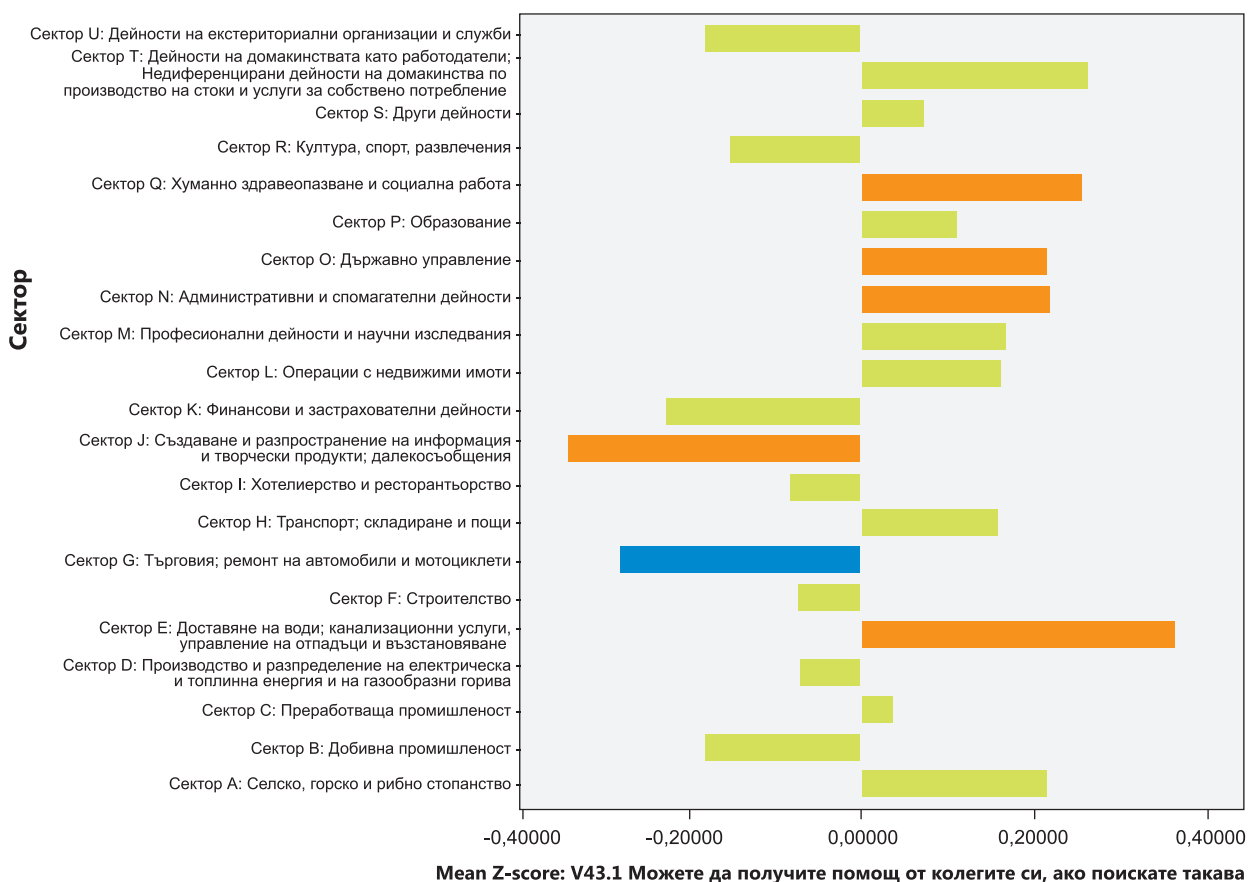 Сектор
Сектор U: Дейности на екстериториални организации и служби
Сектор T: Дейности на домакинствата като работодатели;
Недиференцирани дейности на домакинства по
производство на стоки и услуги за собствено потребление
Сектор S: Други дейности
Сектор R: Култура, спорт, развлечения
Сектор Q: Хуманно здравеопазване и социална работа
Сектор P: Образование
Сектор O: Държавно управление
Сектор N: Административни и спомагателни дейности
Сектор M: Професионални дейности и научни изследвания
Сектор L: Операции с недвижими имоти
Сектор K: Финансови и застрахователни дейности
Сектор J: Създаване и разпространение на информация
и творчески продукти; далекосъобщения
Сектор I: Хотелиерство и ресторантьорство
Сектор H: Транспорт; складиране и пощи
Сектор G: Търговия; ремонт на автомобили и мотоциклети
Сектор F: Строителство
Сектор E: Доставяне на води; канализационни услуги,
управление на отпадъци и възстановяване
Сектор D: Производство и разпределение на електрическа
и топлинна енергия и на газообразни горива
Сектор C: Преработваща промишленост
Сектор B: Добивна промишленост
Сектор A: Селско, горско и рибно стопанство
-0,40000 -0,20000 0,00000 0,20000 0,40000
Mean Z-score: V43.1 Можете да получите помощ от колегите си, ако поискате такава